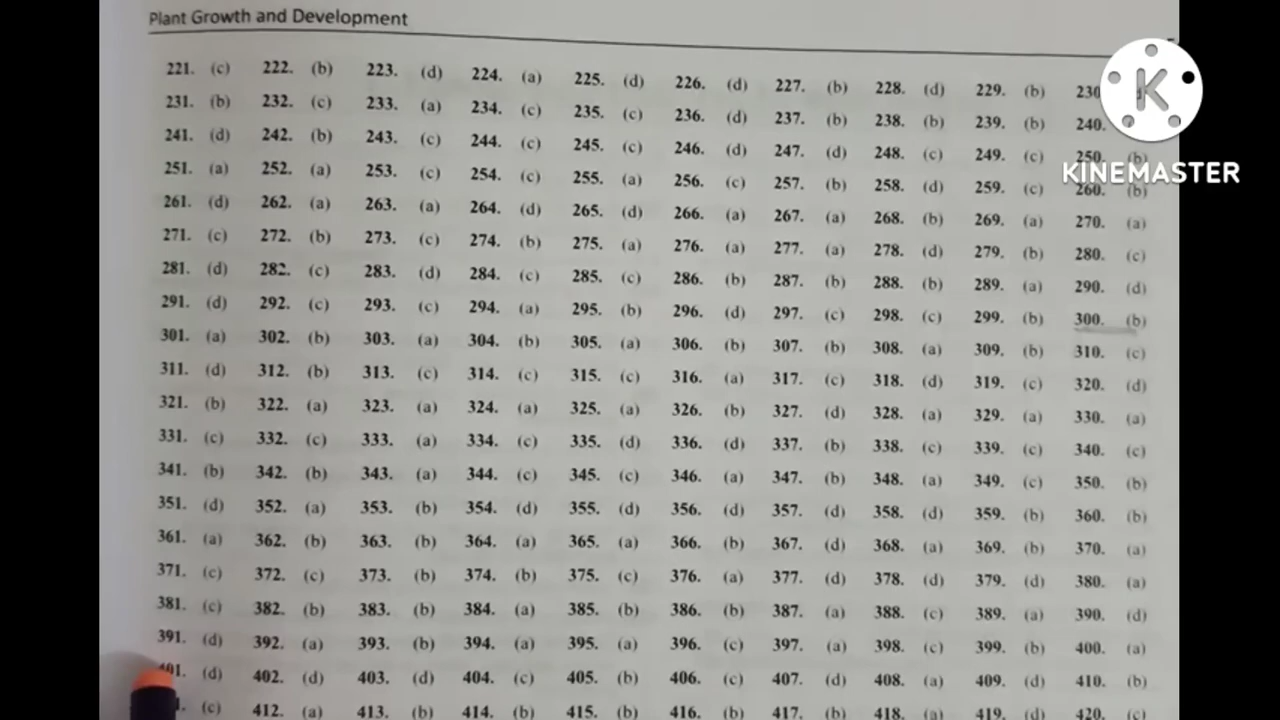 Plant Growth and Development
221. (c) 222. (b) 223. (d) 224. (a) 225. (d) 226. (d) 227. (b) 228. (d) 229. (b) 230
231. (b) 232. (c) 233. (a) 234. (c) 235. (c) 236. (d) 237. (b) 238. (b) 239. (b) 240.
241. (d) 242. (b) 243. (c) 244. (c) 245. (c) 246. (d) 247. (d) 248. (c) 249. (c) 250. (b)
251. (a) 252. (a) 253. (c) 254. (c) 255. (a) 256. (c) 257. (b) 258. (d) 259. (c) 260. (b)
261. (d) 262. (a) 263. (a) 264. (d) 265. (d) 266. (a) 267. (a) 268. (b) 269. (a) 270. (a)
271. (c) 272. (b) 273. (c) 274. (b) 275. (a) 276. (a) 277. (a) 278. (d) 279. (b) 280. (c)
281. (d) 282. (c) 283. (d) 284. (c) 285. (c) 286. (b) 287. (b) 288. (b) 289. (a) 290. (d)
291. (d) 292. (c) 293. (c) 294. (a) 295. (b) 296. (d) 297. (c) 298. (c) 299. (b) 300. (b)
301. (a) 302. (b) 303. (a) 304. (b) 305. (a) 306. (b) 307. (b) 308. (a) 309. (b) 310. (c)
311. (d) 312. (b) 313. (c) 314. (c) 315. (c) 316. (a) 317. (c) 318. (d) 319. (c) 320. (d)
321. (b) 322. (a) 323. (a) 324. (a) 325. (a) 326. (b) 327. (d) 328. (a) 329. (a) 330. (a)
331. (c) 332. (c) 333. (a) 334. (c) 335. (d) 336. (d) 337. (b) 338. (c) 339. (c) 340. (c)
341. (b) 342. (b) 343. (a) 344. (c) 345. (c) 346. (a) 347. (b) 348. (a) 349. (c) 350. (b)
351. (d) 352. (a) 353. (b) 354. (d) 355. (d) 356. (d) 357. (d) 358. (d) 359. (b) 360. (b)
361. (a) 362. (b) 363. (b) 364. (a) 365. (a) 366. (b) 367. (d) 368. (a) 369. (b) 370. (a)
371. (c) 372. (c) 373. (b) 374. (b) 375. (c) 376. (a) 377. (d) 378. (d) 379. (d) 380. (a)
381. (c) 382. (b) 383. (b) 384. (a) 385. (b) 386. (b) 387. (a) 388. (c) 389. (a) 390. (d)
391. (d) 392. (a) 393. (b) 394. (a) 395. (a) 396. (c) 397. (a) 398. (c) 399. (b) 400. (a)
401. (d) 402. (d) 403. (d) 404. (c) 405. (b) 406. (c) 407. (d) 408. (a) 409. (d) 410. (b)
(c) 412. (a) 413. (b) 414. (b) 415. (b) 416. (b) 417. (b) 418. (a) 419. (d) 420. (c)
K
KINEMASTER